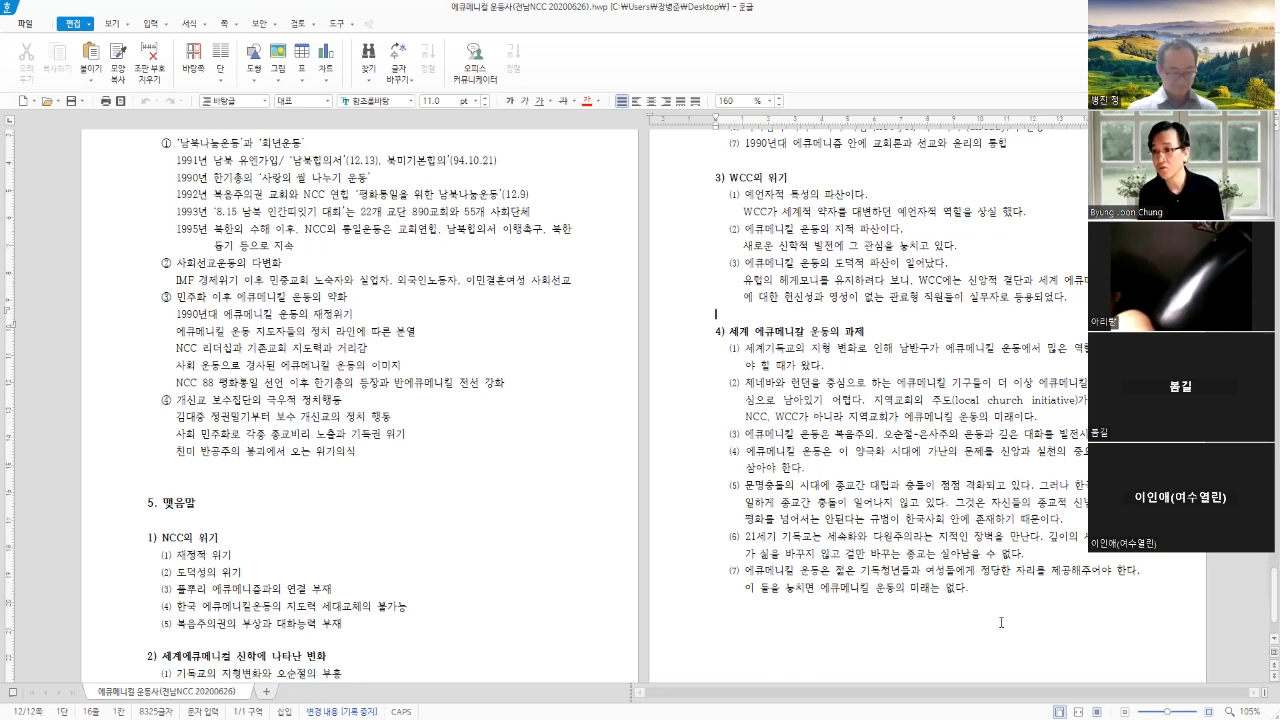 에큐메니컬 운동사(전남NCC 20200626).hwp [C:₩Users₩장병준₩Desktop₩] - 훈글
파일 편집 보기 입력 서식 쪽 보안 검토 도구
오려 두기 복사하기 붙이기 모양 복사 조판 부호 지우기 바탕쪽 단 도형 그림 표 차트 찾기 글자 바꾸기 정렬 오피스 커뮤니케이터 정렬
바탕글 대표 함초롬바탕 11.0 pt 가 가 가 가 가 160 %
① '남북나눔운동'과 '희년운동'
1991년 남북 유엔가입/ '남북합의서'(12.13), 북미기본합의(94.10.21)
1990년 한기총의 '사랑의 쌀 나누기 운동'
1992년 복음주의권 교회와 NCC 연합 '평화통일을 위한 남북나눔운동'(12.9)
1993년 '8.15 남북 인간띠잇기 대회'는 22개 교단 890교회와 55개 사회단체
1995년 북한의 수해 이후, NCC의 통일운동은 교회연합, 남북합의서 이행촉구, 북한
돕기 등으로 지속
② 사회선교운동의 다변화
IMF 경제위기 이후 민중교회 노숙자와 실업자, 외국인노동자, 이민결혼여성 사회선교
③ 민주화 이후 에큐메니컬 운동의 약화
1990년대 에큐메니컬 운동의 재정위기
에큐메니컬 운동 지도자들의 정치 라인에 따른 분열
NCC 리더십과 기존교회 지도력과 거리감
사회 운동으로 경사된 에큐메니컬 운동의 이미지
NCC 88 평화통일 선언 이후 한기총의 등장과 반에큐메니컬 전선 강화
④ 개신교 보수집단의 극우적 정치행동
김대중 정권말기부터 보수 개신교의 정치 행동
사회 민주화로 각종 종교비리 노출과 기득권 위기
친미 반공주의 붕괴에서 오는 위기의식
5. 맺음말
1) NCC의 위기
(1) 재정적 위기
(2) 도덕성의 위기
(3) 풀뿌리 에큐메니즘과의 연결 부재
(4) 한국 에큐메니컬운동의 지도력 세대교체의 불가능
(5) 복음주의권의 부상과 대화능력 부재
2) 세계에큐메니컬 신학에 나타난 변화
(1) 기독교의 지형변화와 오순절의 부흥
(7) 1990년대 에큐메니즘 안에 교회론과 선교와 윤리의 통합
3) WCC의 위기
(1) 예언자적 특성의 파산이다.
WCC가 세계적 약자를 대변하던 예언자적 역할을 상실 했다.
(2) 에큐메니컬 운동의 지적 파산이다.
새로운 신학적 발전에 그 관심을 놓치고 있다.
(3) 에큐메니컬 운동의 도덕적 파산이 일어났다.
유럽의 헤게모니를 유지하려다 보니, WCC에는 신앙적 결단과 세계 에큐메
에 대한 헌신성과 영성이 없는 관료형 직원들이 실무자로 등용되었다.
4) 세계 에큐메니칼 운동의 과제
(1) 세계기독교의 지형 변화로 인해 남반구가 에큐메니컬 운동에서 많은 역할
야 할 때가 왔다.
(2) 제네바와 런던을 중심으로 하는 에큐메니컬 기구들이 더 이상 에큐메니컬
심으로 남아있기 어렵다. 지역교회의 주도(local church initiative)가
NCC, WCC가 아니라 지역교회가 에큐메니컬 운동의 미래이다.
(3) 에큐메니컬 운동은 복음주의, 오순절-은사주의 운동과 깊은 대화를 발전시
(4) 에큐메니컬 운동은 이 양극화 시대에 가난의 문제를 신앙과 실천의 중요
삼아야 한다.
(5) 문명충돌의 시대에 종교간 대립과 충돌이 점점 격화되고 있다. 그러나 한국
일하게 종교간 충돌이 일어나지 않고 있다. 그것은 자신들의 종교적 신념
평화를 넘어서는 안된다는 규범이 한국사회 안에 존재하기 때문이다.
(6) 21세기 기독교는 세속화와 다원주의라는 지적인 장벽을 만난다. 깊이의
가 삶을 바꾸지 않고 겉만 바꾸는 종교는 살아남을 수 없다.
(7) 에큐메니컬 운동은 젊은 기독청년들과 여성들에게 정당한 자리를 제공해주어야 한다.
이 둘을 놓치면 에큐메니컬 운동의 미래는 없다.
병진 정
Byung Joon Chung
아리랑
봄길
봄길
이인애(여수열린)
이인애(여수열린)
에큐메니컬 운동사(전남NCC 20200626)
12/12쪽 1단 16줄 1칸 8325글자 문자 입력 1/1 구역 삽입 변경 내용 [기록 중지] CAPS 105%